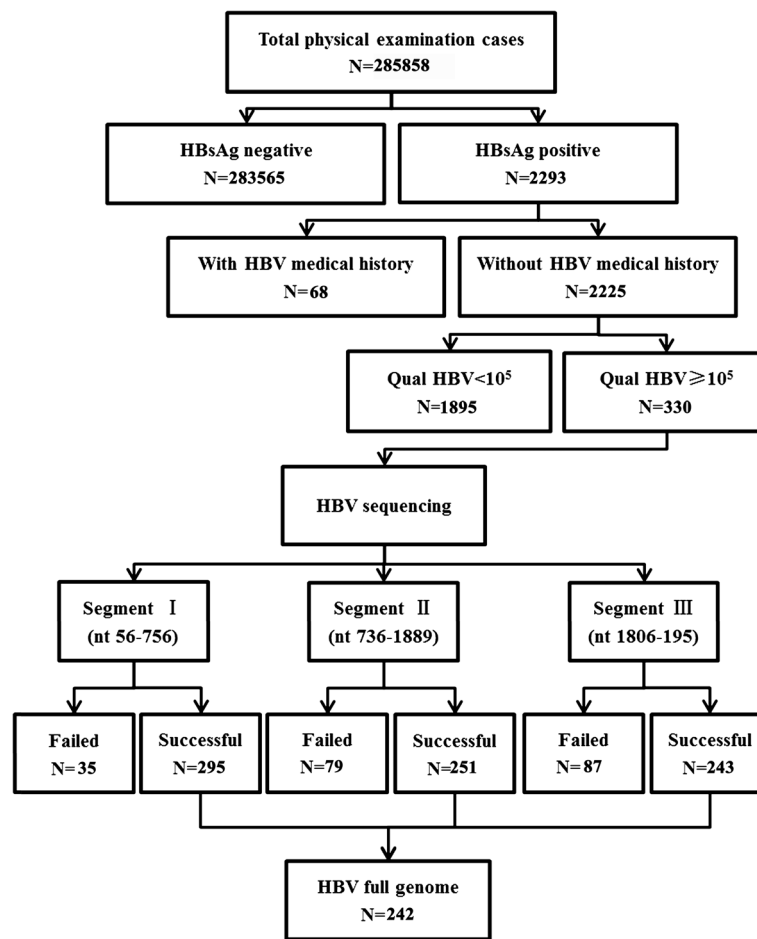 Total physical examination cases
N=285858
HBsAg negative
N=283565
HBsAg positive
N=2293
With HBV medical history
N=68
Without HBV medical history
N=2225
Qual HBV<10⁵
N=1895
Qual HBV≥10⁵
N=330
HBV sequencing
Segment Ⅰ
(nt 56-756)
Segment Ⅱ
(nt 736-1889)
Segment Ⅲ
(nt 1806-195)
Failed
N=35
Successful
N=295
Failed
N=79
Successful
N=251
Failed
N=87
Successful
N=243
HBV full genome
N=242